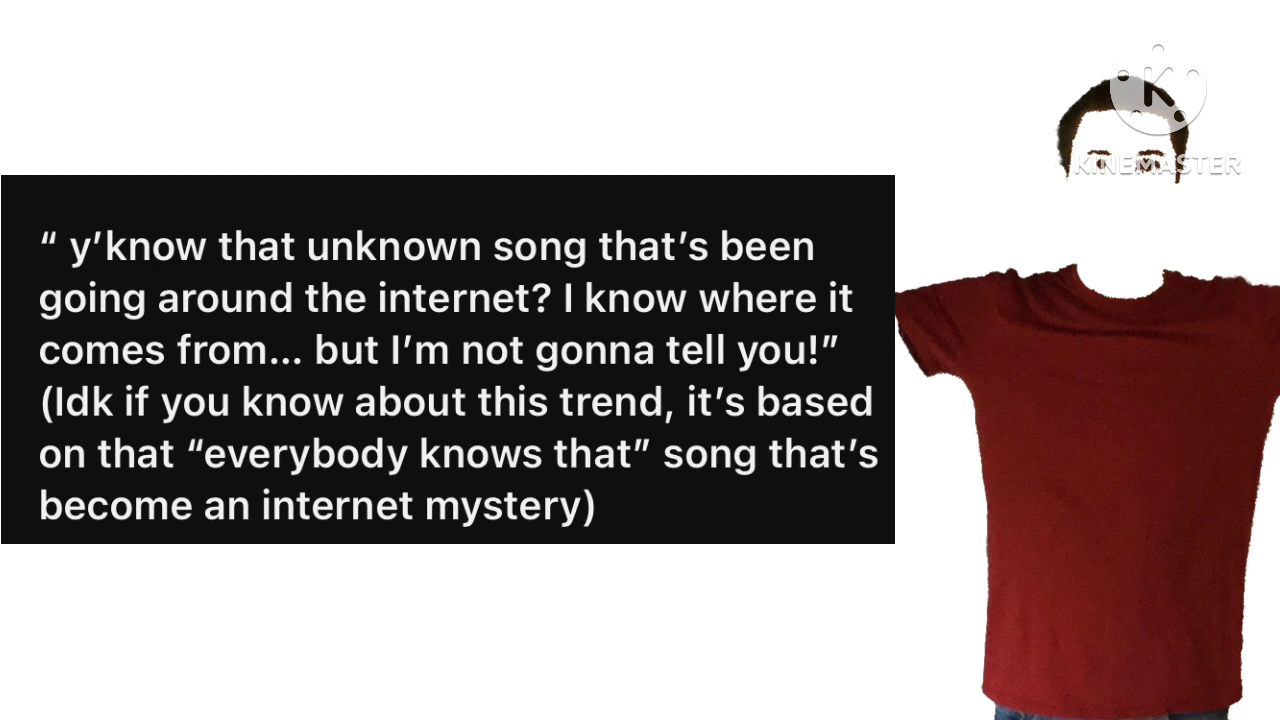 “ y’know that unknown song that’s been
going around the internet? I know where it
comes from... but I’m not gonna tell you!”
(Idk if you know about this trend, it’s based
on that “everybody knows that” song that’s
become an internet mystery)
K
KINEMASTER